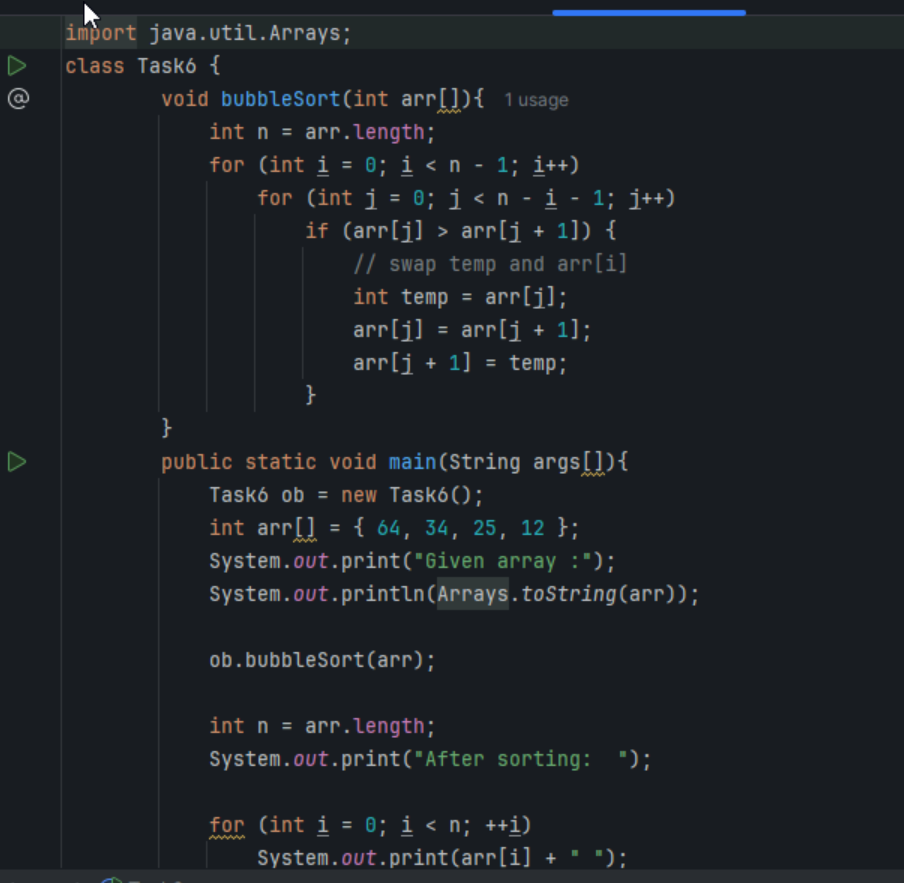 import java.util.Arrays;
class Task6 {
void bubbleSort(int arr[]){ 1 usage
int n = arr.length;
for (int i = 0; i < n - 1; i++)
for (int j = 0; j < n - i - 1; j++)
if (arr[j] > arr[j + 1]) {
// swap temp and arr[i]
int temp = arr[j];
arr[j] = arr[j + 1];
arr[j + 1] = temp;
}
}
public static void main(String args[]){
Task6 ob = new Task6();
int arr[] = { 64, 34, 25, 12 };
System.out.print("Given array :");
System.out.println(Arrays.toString(arr));
ob.bubbleSort(arr);
int n = arr.length;
System.out.print("After sorting:  ");
for (int i = 0; i < n; ++i)
System.out.print(arr[i] + " ");